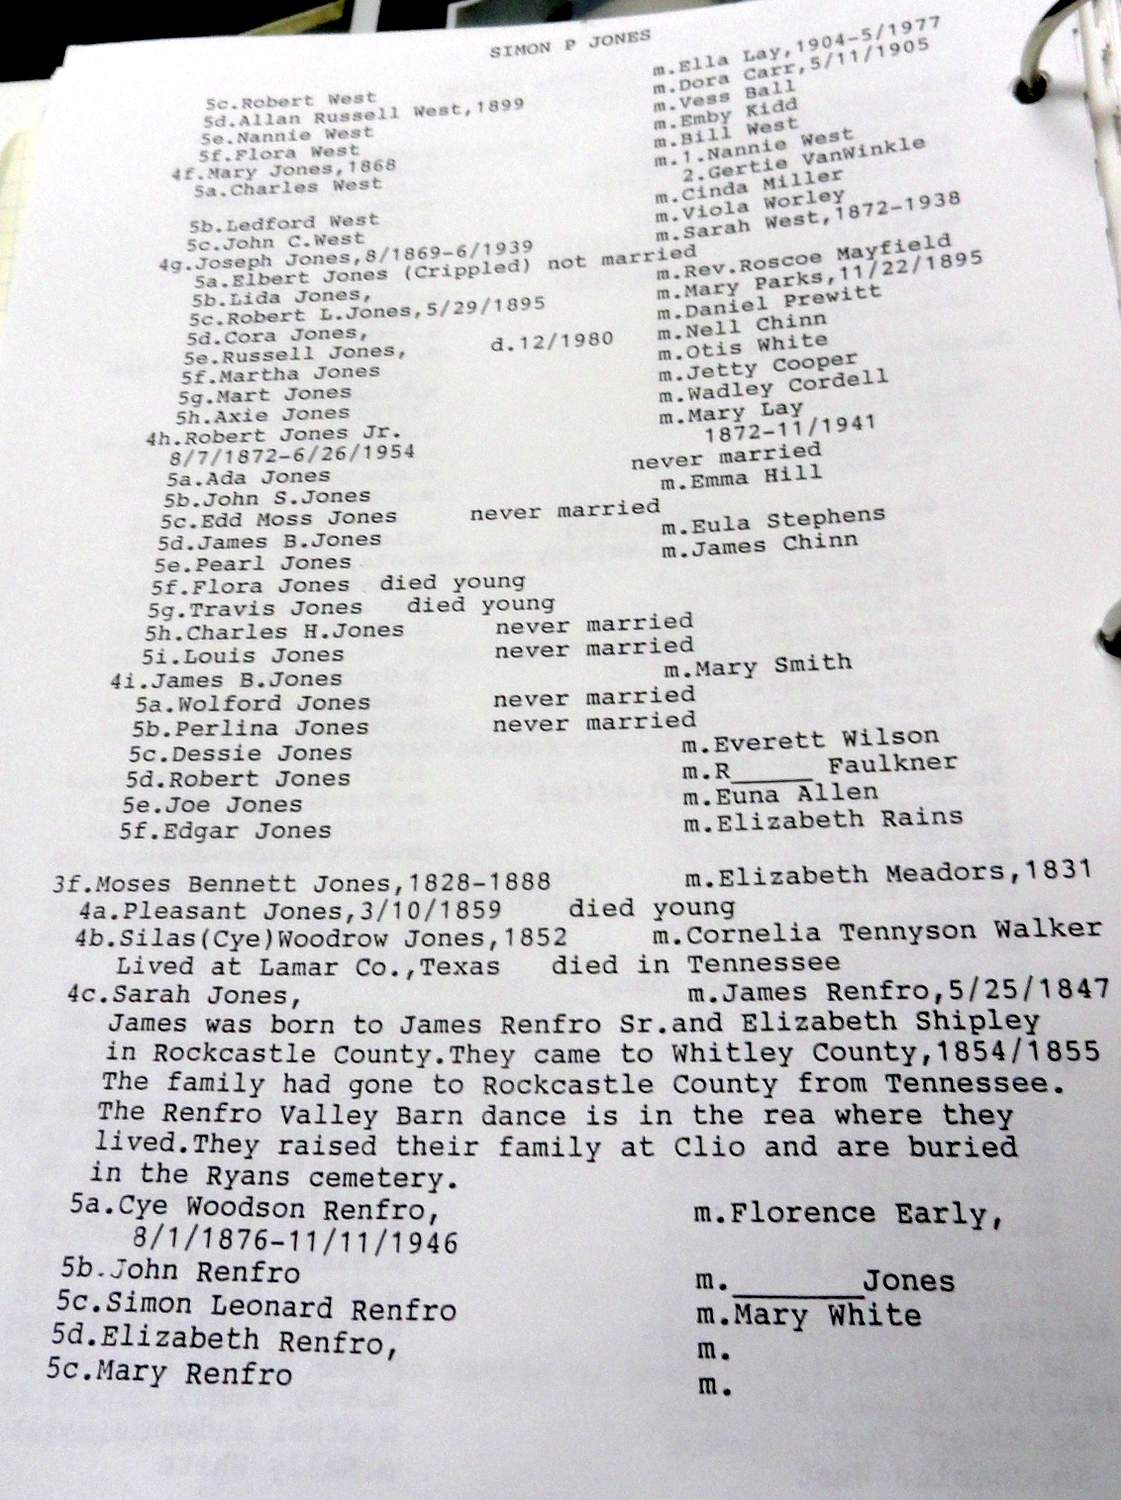 SIMON P JONES
5c.Robert West m.Ella Lay,1904-5/1977
5d.Allan Russell West,1899 m.Dora Carr,5/11/1905
5e.Nannie West m.Vess Ball
5f.Flora West m.Emby Kidd
4f.Mary Jones,1868 m.Bill West
5a.Charles West m.1.Nannie West
2.Gertie VanWinkle
5b.Ledford West m.Cinda Miller
5c.John C.West m.Viola Worley
4g.Joseph Jones,8/1869-6/1939 m.Sarah West,1872-1938
5a.Elbert Jones (Crippled) not married
5b.Lida Jones, m.Rev.Roscoe Mayfield
5c.Robert L.Jones,5/29/1895 m.Mary Parks,11/22/1895
5d.Cora Jones, m.Daniel Prewitt
5e.Russell Jones, d.12/1980 m.Nell Chinn
5f.Martha Jones m.Otis White
5g.Mart Jones m.Jetty Cooper
5h.Axie Jones m.Wadley Cordell
4h.Robert Jones Jr. m.Mary Lay
8/7/1872-6/26/1954 1872-11/1941
5a.Ada Jones never married
5b.John S.Jones m.Emma Hill
5c.Edd Moss Jones never married
5d.James B.Jones m.Eula Stephens
5e.Pearl Jones m.James Chinn
5f.Flora Jones died young
5g.Travis Jones died young
5h.Charles H.Jones never married
5i.Louis Jones never married
4i.James B.Jones m.Mary Smith
5a.Wolford Jones never married
5b.Perlina Jones never married
5c.Dessie Jones m.Everett Wilson
5d.Robert Jones m.R______ Faulkner
5e.Joe Jones m.Euna Allen
5f.Edgar Jones m.Elizabeth Rains
3f.Moses Bennett Jones,1828-1888 m.Elizabeth Meadors,1831
4a.Pleasant Jones,3/10/1859 died young
4b.Silas(Cye)Woodrow Jones,1852 m.Cornelia Tennyson Walker
Lived at Lamar Co.,Texas died in Tennessee
4c.Sarah Jones, m.James Renfro,5/25/1847
James was born to James Renfro Sr.and Elizabeth Shipley
in Rockcastle County.They came to Whitley County,1854/1855
The family had gone to Rockcastle County from Tennessee.
The Renfro Valley Barn dance is in the rea where they
lived.They raised their family at Clio and are buried
in the Ryans cemetery.
5a.Cye Woodson Renfro, m.Florence Early,
8/1/1876-11/11/1946
5b.John Renfro m.________Jones
5c.Simon Leonard Renfro m.Mary White
5d.Elizabeth Renfro, m.
5c.Mary Renfro m.